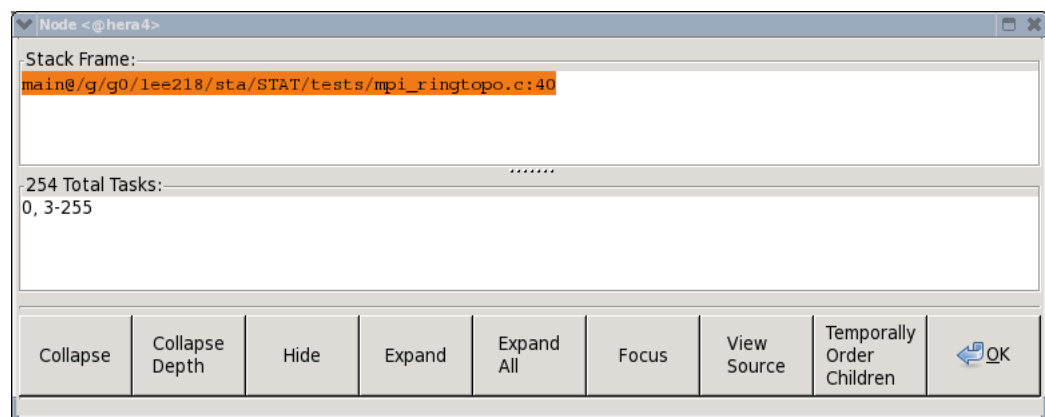 Node <@hera4>
Stack Frame:
main@/g/g0/lee218/sta/STAT/tests/mpi_ringtopo.c:40
254 Total Tasks:
0, 3-255
Collapse
Collapse
Depth
Hide
Expand
Expand
All
Focus
View
Source
Temporally
Order
Children
OK